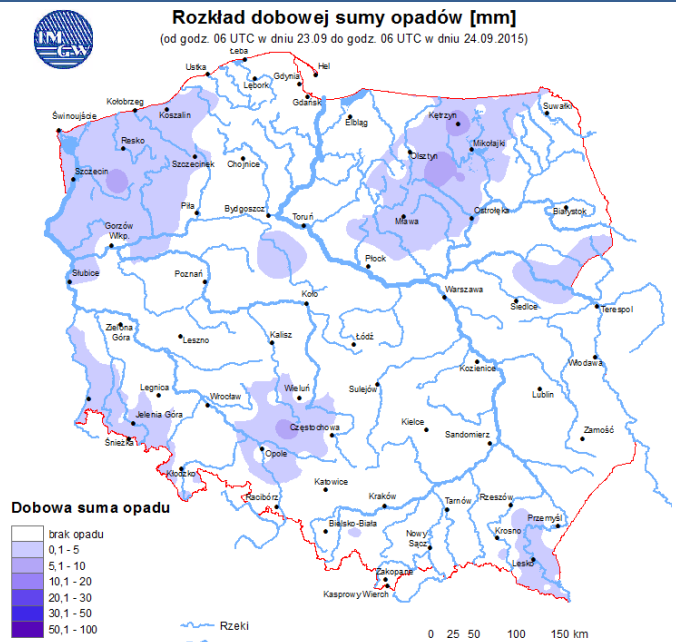 Rozkład dobowej sumy opadów [mm]
(od godz. 06 UTC w dniu 23.09 do godz. 06 UTC w dniu 24.09.2015)
IM
GW
Łeba
Ustka
Hel
Gdynia
Lębork
Gdańsk
Kołobrzeg
Koszalin
Suwałki
Świnoujście
Kętrzyn
Elbląg
Resko
Mikołajki
Olsztyn
Szczecinek
Chojnice
Szczecin
Piła
Bydgoszcz
Toruń
Ostrołęka
Białystok
Mława
Gorzów
Wlkp.
Płock
Słubice
Poznań
Warszawa
Koło
Siedlce
Terespol
Zielona
Góra
Leszno
Kalisz
Łódź
Włodawa
Kozienice
Legnica
Wrocław
Wieluń
Sulejów
Lublin
Jelenia Góra
Częstochowa
Kielce
Sandomierz
Zamość
Śnieżka
Opole
Kłodzko
Katowice
Racibórz
Kraków
Tarnów
Rzeszów
Bielsko-Biała
Przemyśl
Nowy
Sącz
Krosno
Lesko
Zakopane
Kasprowy Wierch
Dobowa suma opadu
brak opadu
0,1 - 5
5,1 - 10
10,1 - 20
20,1 - 30
30,1 - 50
50,1 - 100
Rzeki
0 25 50 100 150 km